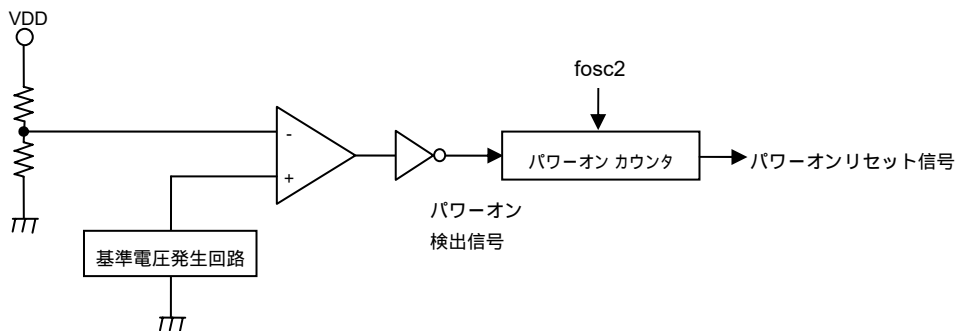 VDD
fosc2
-
+
パワーオン カウンタ
パワーオンリセット信号
パワーオン
検出信号
基準電圧発生回路